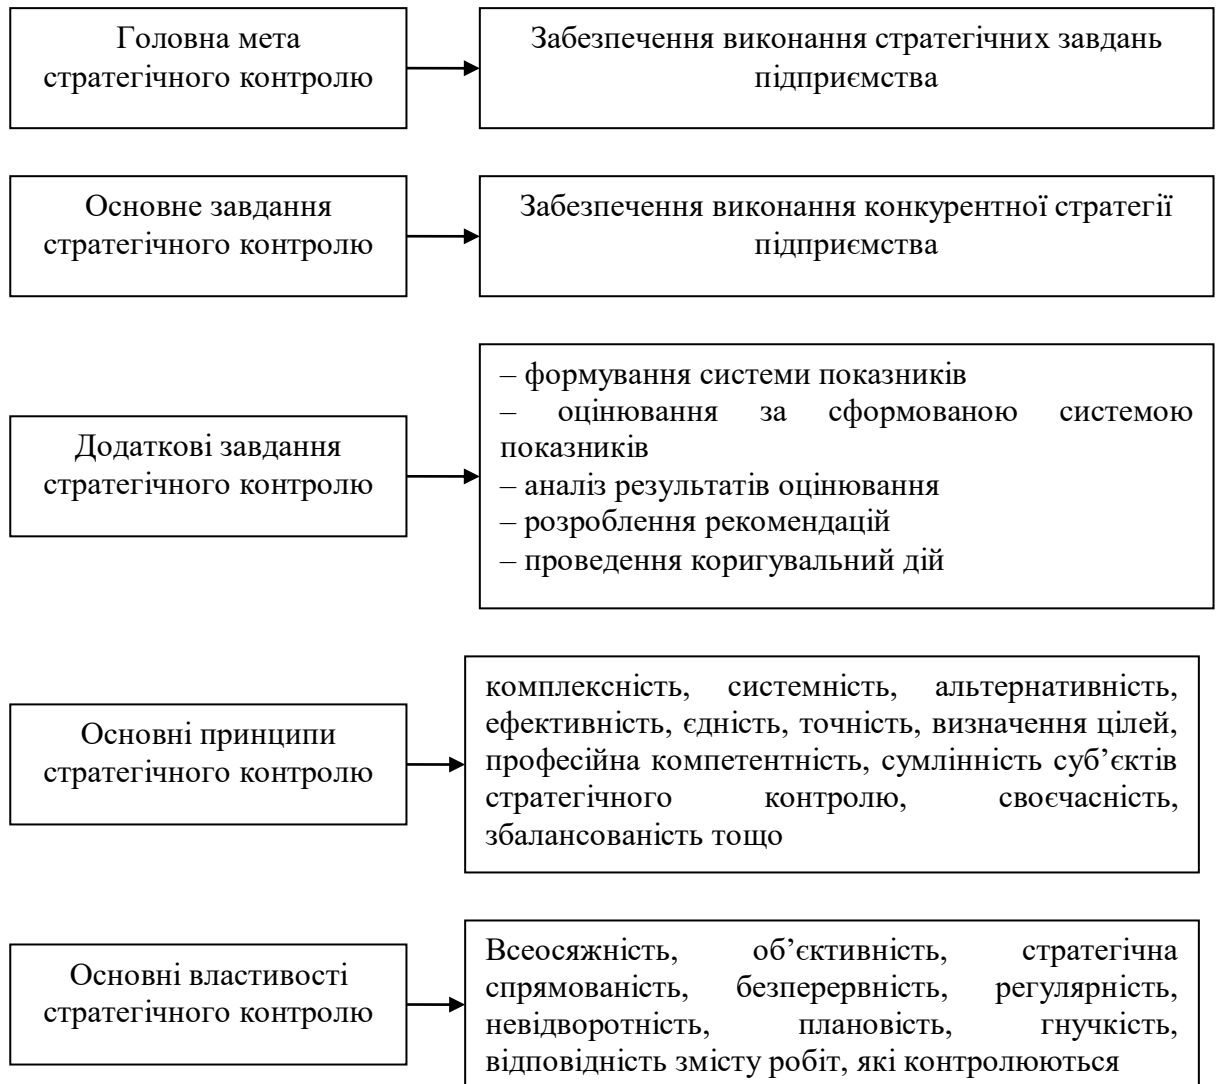 Головна мета
стратегічного контролю
Забезпечення виконання стратегічних завдань
підприємства
Основне завдання
стратегічного контролю
Забезпечення виконання конкурентної стратегії
підприємства
Додаткові завдання
стратегічного контролю
– формування системи показників
– оцінювання за сформованою системою
показників
– аналіз результатів оцінювання
– розроблення рекомендацій
– проведення коригувальний дій
Основні принципи
стратегічного контролю
комплексність, системність, альтернативність,
ефективність, єдність, точність, визначення цілей,
професійна компетентність, сумлінність суб’єктів
стратегічного контролю, своєчасність,
збалансованість тощо
Основні властивості
стратегічного контролю
Всеосяжність, об’єктивність, стратегічна
спрямованість, безперервність, регулярність,
невідворотність, плановість, гнучкість,
відповідність змісту робіт, які контролюються